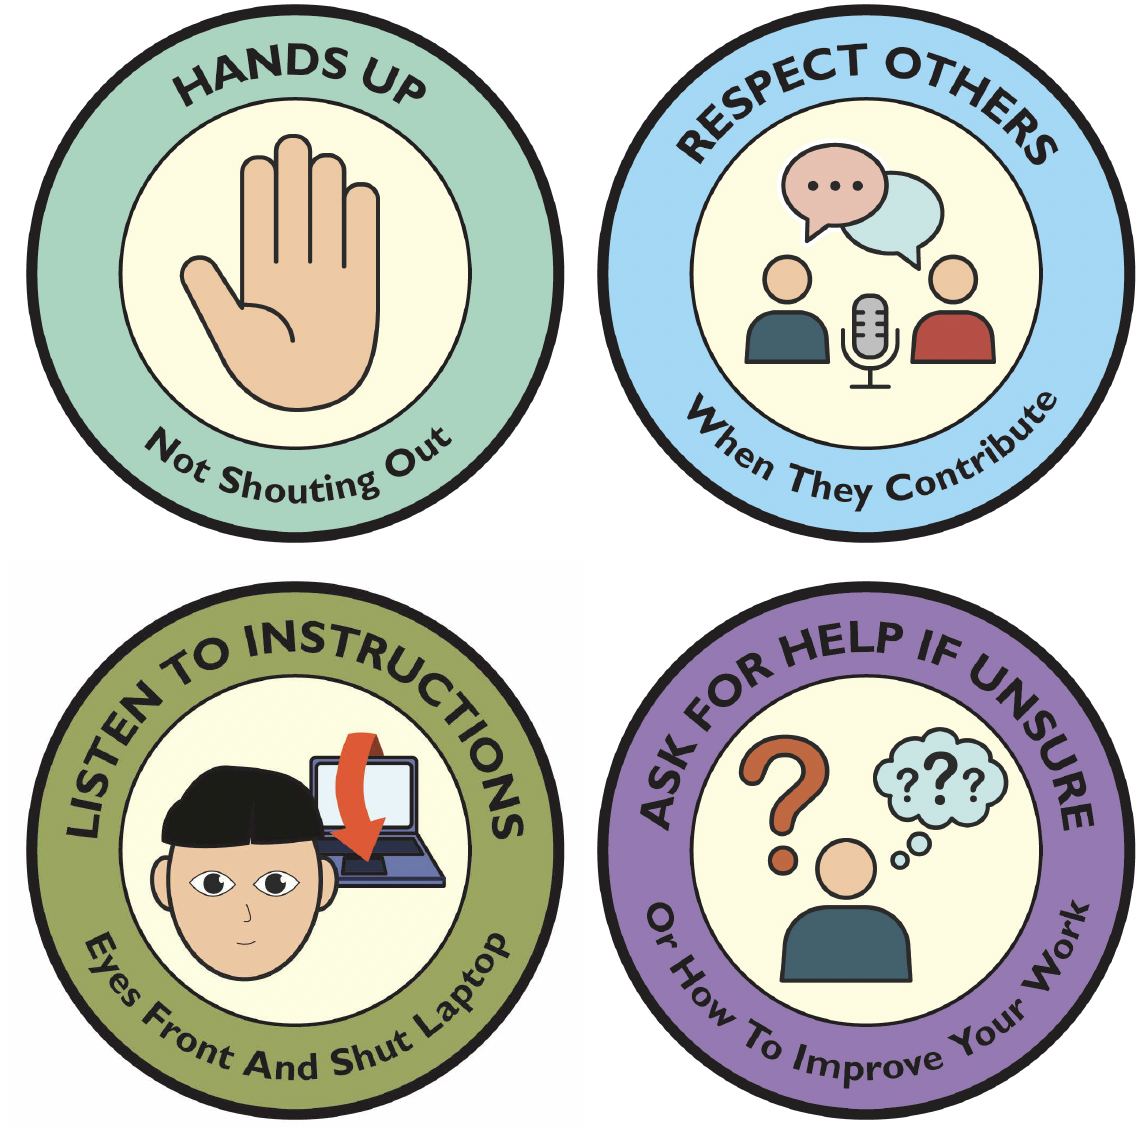 HANDS UP
Not Shouting Out
RESPECT OTHERS
When They Contribute
LISTEN TO INSTRUCTIONS
Eyes Front And Shut Laptop
ASK FOR HELP IF UNSURE
? ???
Or How To Improve Your Work